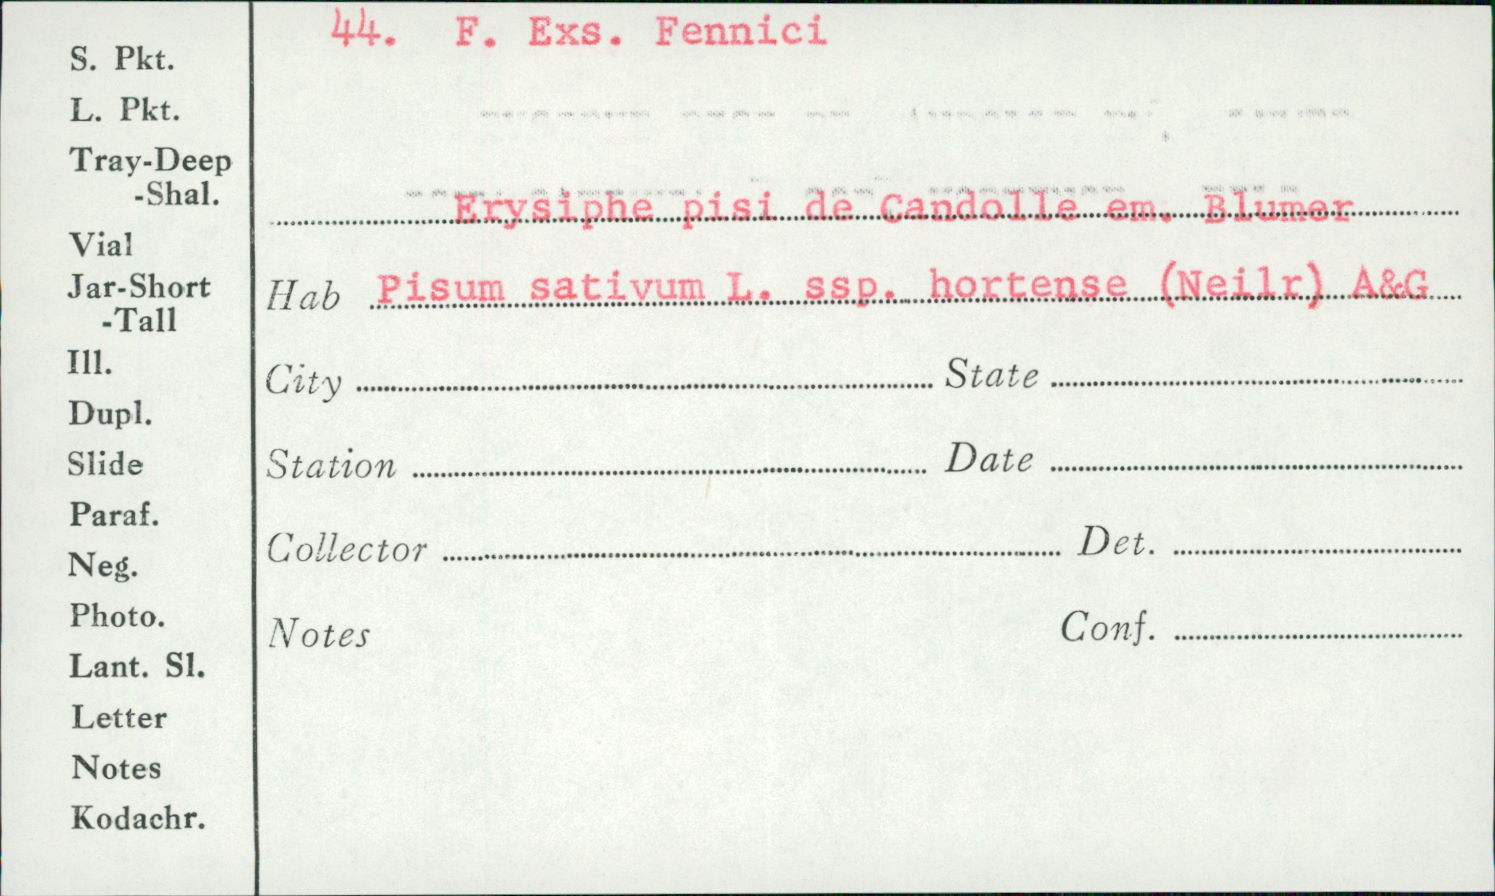 44. F. Exs. Fennici
Erysiphe pisi de Candolle em. Blumer
Hab Pisum sativum L. ssp. hortense (Neilr) A&G
City State
Station Date
Collector Det.
Notes Conf.
S. Pkt.
L. Pkt.
Tray-Deep
-Shal.
Vial
Jar-Short
-Tall
Ill.
Dupl.
Slide
Paraf.
Neg.
Photo.
Lant. Sl.
Letter
Notes
Kodachr.